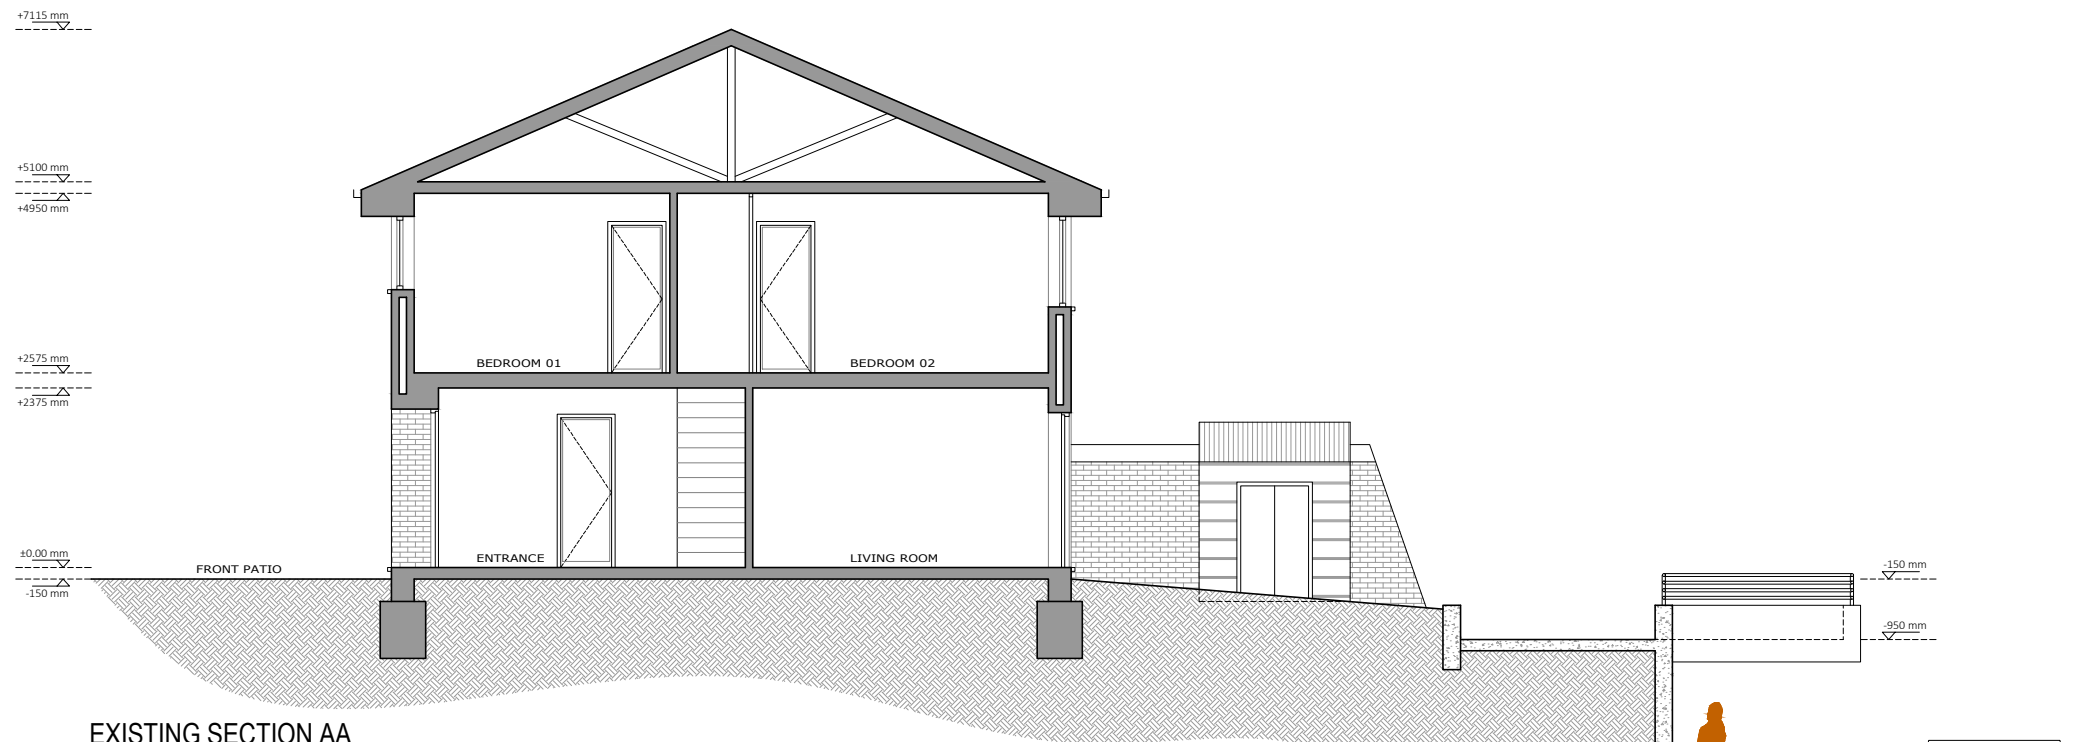 +7115 mm
+5100 mm
+4950 mm
BEDROOM 01
BEDROOM 02
+2575 mm
+2375 mm
±0.00 mm
-150 mm
FRONT PATIO
ENTRANCE
LIVING ROOM
-150 mm
-950 mm
EXISTING SECTION AA